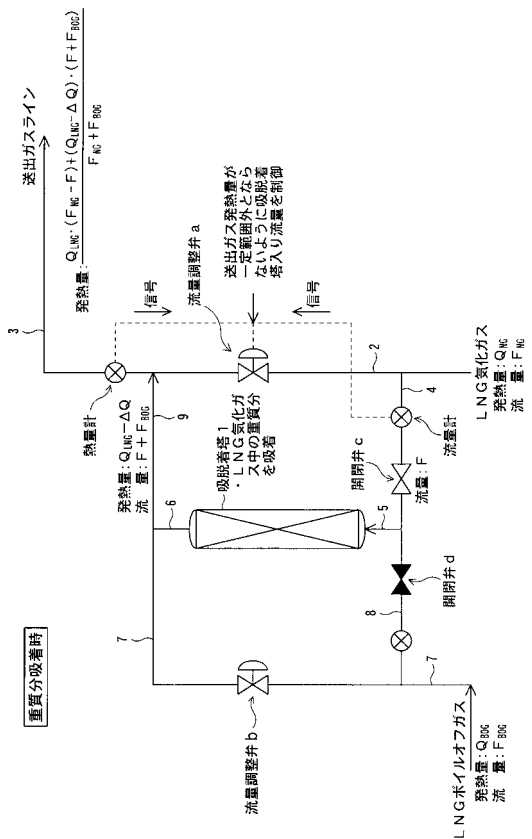 重質分吸着時
送出ガスライン
発熱量:
Q_LNG・(F_NG − F) + (Q_LNG − ΔQ)・(F + F_BOG)
F_NG + F_BOG
3
熱量計
信号
流量調整弁a
送出ガス発熱量が
一定範囲外となら
ないように吸脱着
塔入り流量を制御
信号
2
9
発熱量: Q_LNG − ΔQ
流　量: F + F_BOG
4
LNG気化ガス
発熱量: Q_NG
流　量: F_NG
流量計
吸脱着塔1
・LNG気化ガ
ス中の重質分
を吸着
開閉弁c
流量: F
6
5
開閉弁d
8
7
流量調整弁b
7
LNGボイルオフガス
発熱量: Q_BOG
流　量: F_BOG